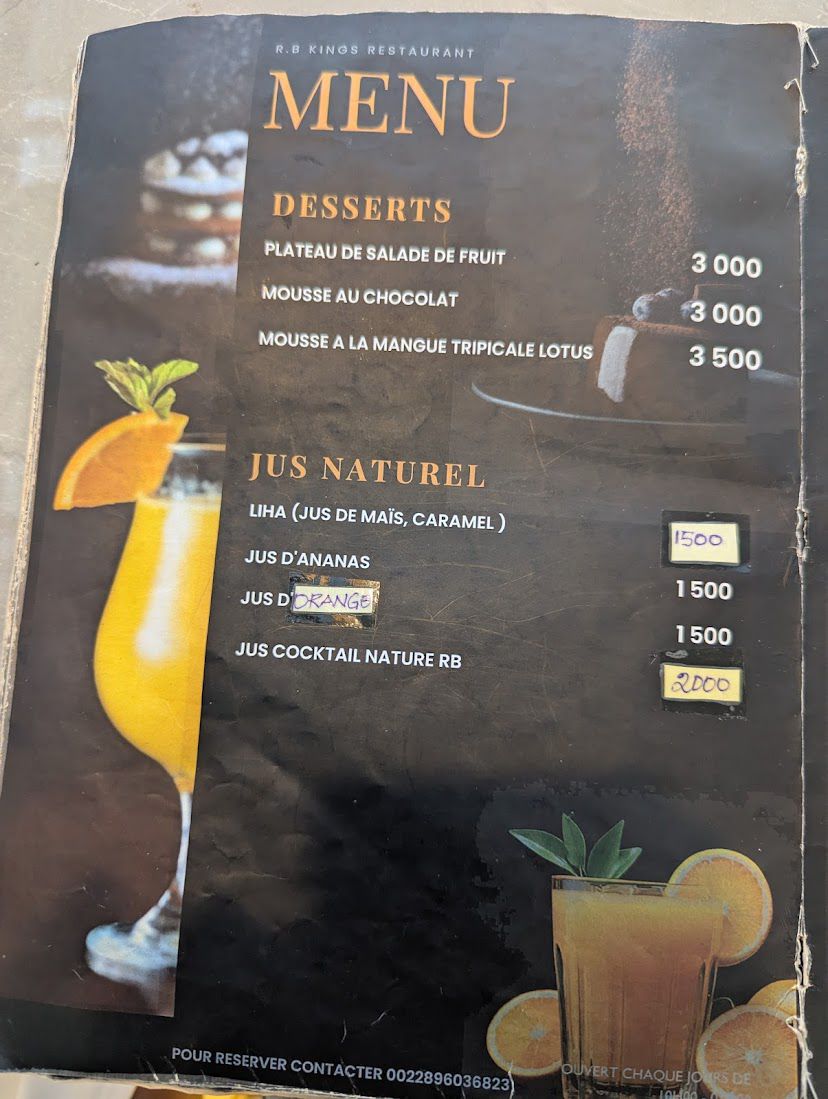 R.B KINGS RESTAURANT
MENU
DESSERTS
PLATEAU DE SALADE DE FRUIT 3 000
MOUSSE AU CHOCOLAT 3 000
MOUSSE A LA MANGUE TRIPICALE LOTUS 3 500
JUS NATUREL
LIHA (JUS DE MAÏS, CARAMEL ) 1500
JUS D'ANANAS 1 500
JUS D'ORANGE 1 500
JUS COCKTAIL NATURE RB 2000
POUR RESERVER CONTACTER 0022896036823
OUVERT CHAQUE JOURS DE